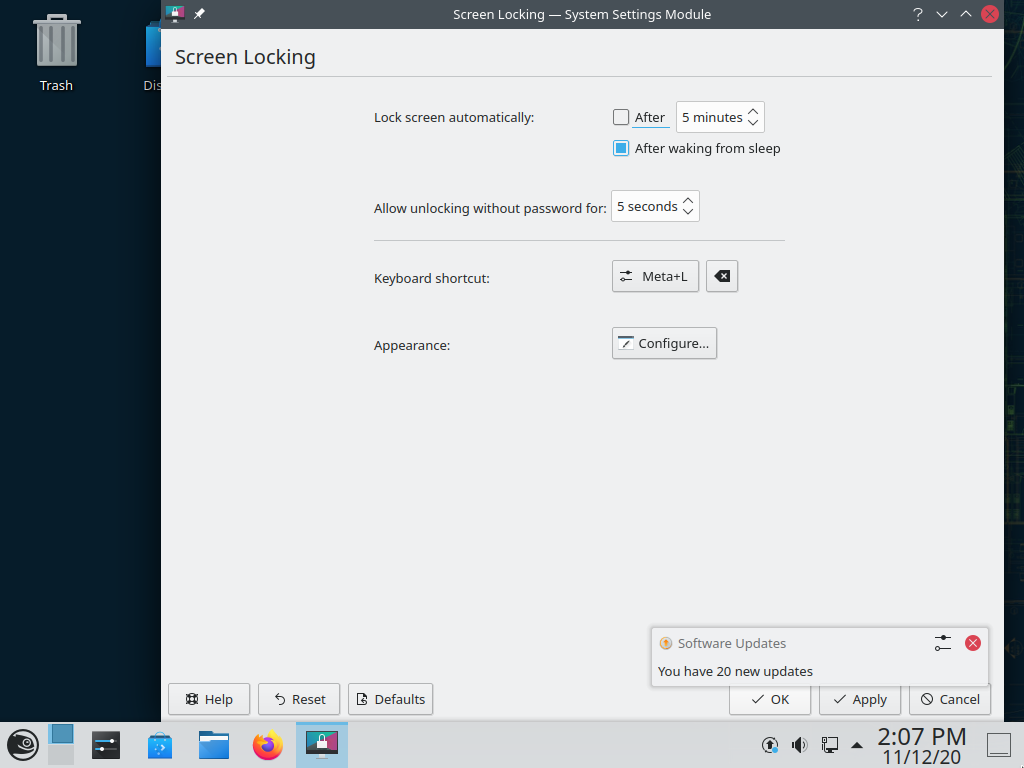 Screen Locking — System Settings Module
Trash
Dis
Screen Locking
Lock screen automatically:
After
5 minutes
After waking from sleep
Allow unlocking without password for:
5 seconds
Keyboard shortcut:
Meta+L
Appearance:
Configure...
Software Updates
You have 20 new updates
Help
Reset
Defaults
OK
Apply
Cancel
2:07 PM
11/12/20